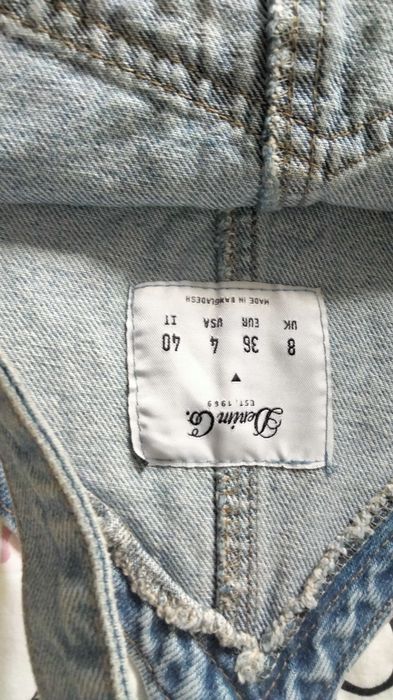 Denim Co.
EST. 1969
8 36 4 40
UK EUR USA IT
MADE IN BANGLADESH